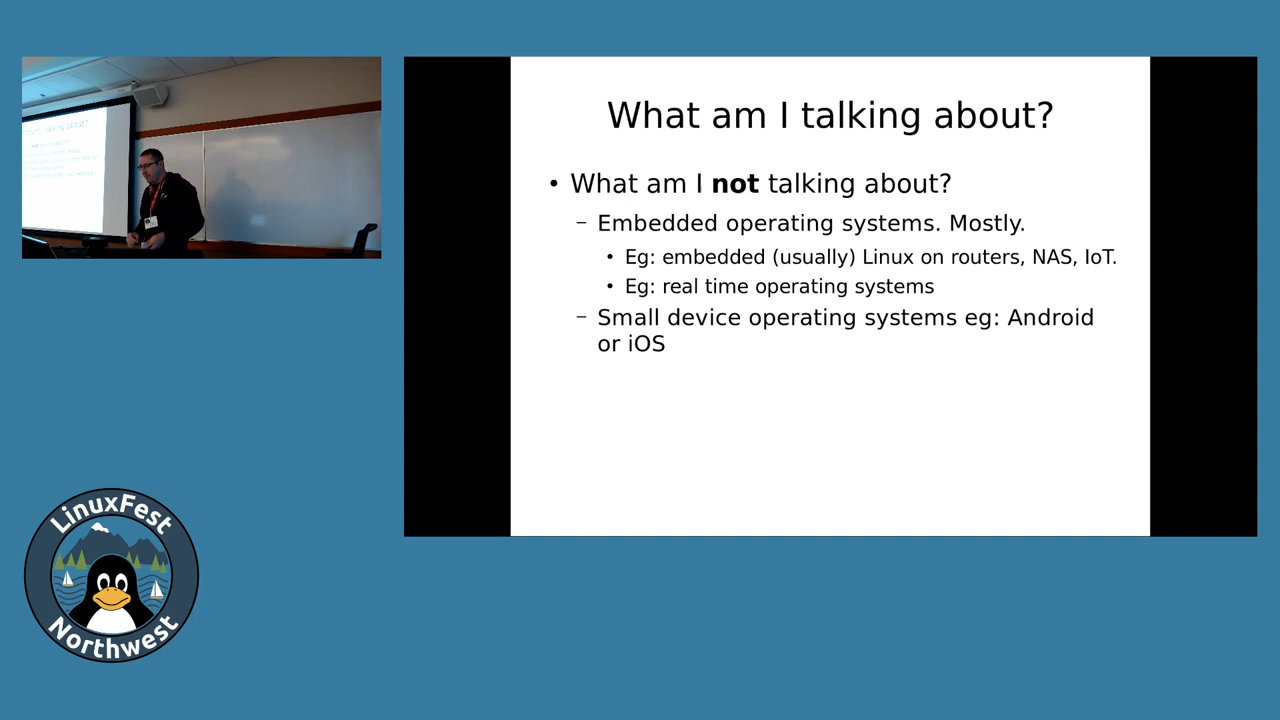 What am I talking about?
• What am I not talking about?
– Embedded operating systems. Mostly.
• Eg: embedded (usually) Linux on routers, NAS, IoT.
• Eg: real time operating systems
– Small device operating systems eg: Android
or iOS
LinuxFest
Northwest